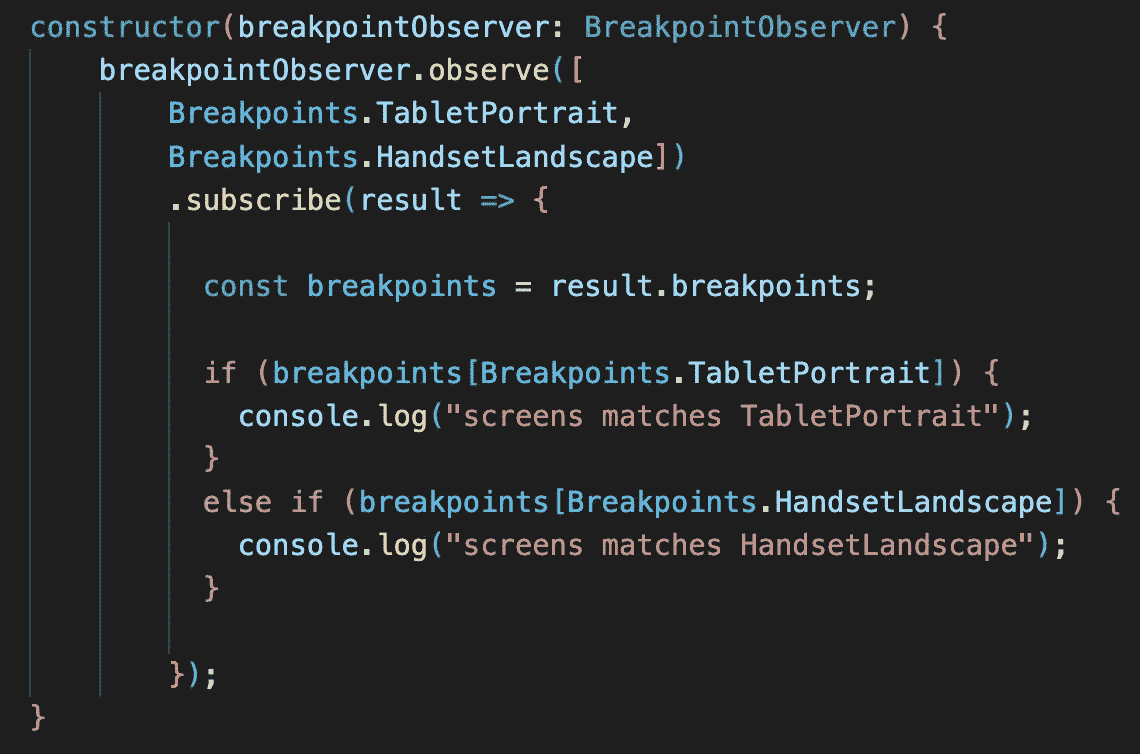 constructor(breakpointObserver: BreakpointObserver) {
breakpointObserver.observe([
Breakpoints.TabletPortrait,
Breakpoints.HandsetLandscape])
.subscribe(result => {
const breakpoints = result.breakpoints;
if (breakpoints[Breakpoints.TabletPortrait]) {
console.log("screens matches TabletPortrait");
}
else if (breakpoints[Breakpoints.HandsetLandscape]) {
console.log("screens matches HandsetLandscape");
}
});
}